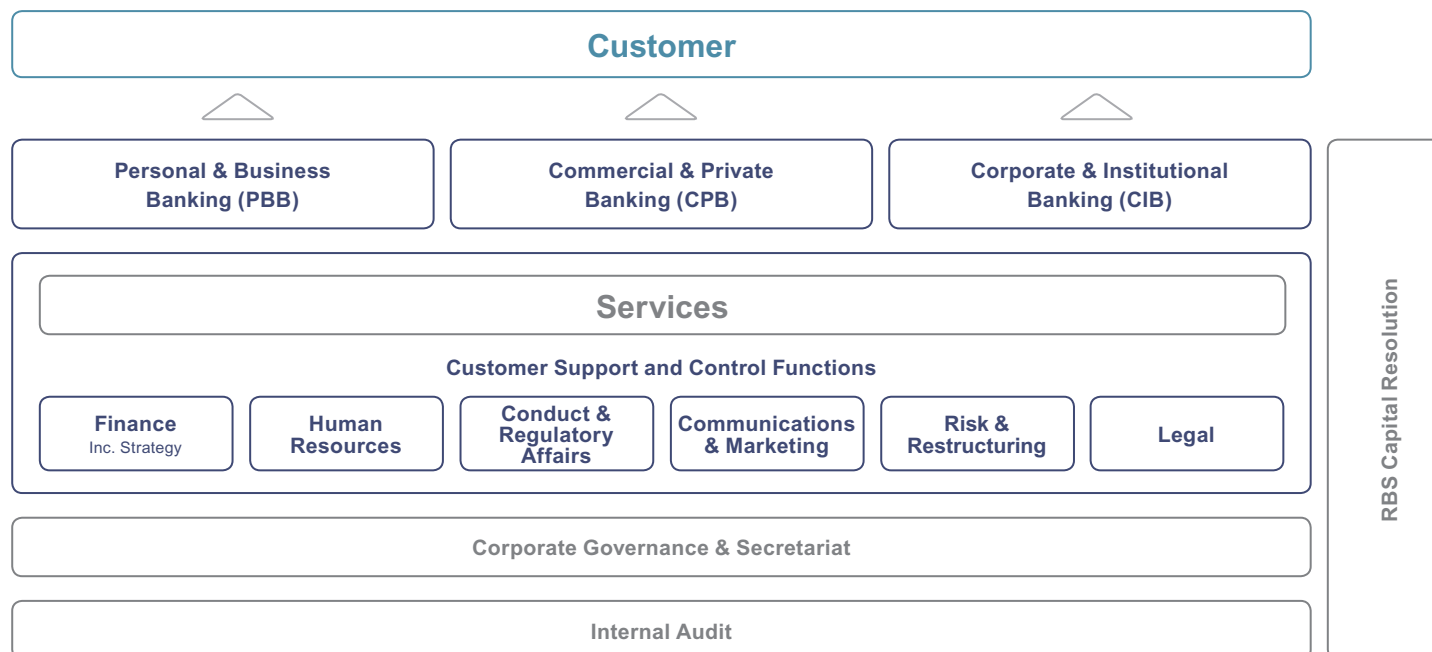 Customer
Personal & Business
Banking (PBB)
Commercial & Private
Banking (CPB)
Corporate & Institutional
Banking (CIB)
Services
Customer Support and Control Functions
Finance
Inc. Strategy
Human
Resources
Conduct &
Regulatory
Affairs
Communications
& Marketing
Risk &
Restructuring
Legal
Corporate Governance & Secretariat
Internal Audit
RBS Capital Resolution